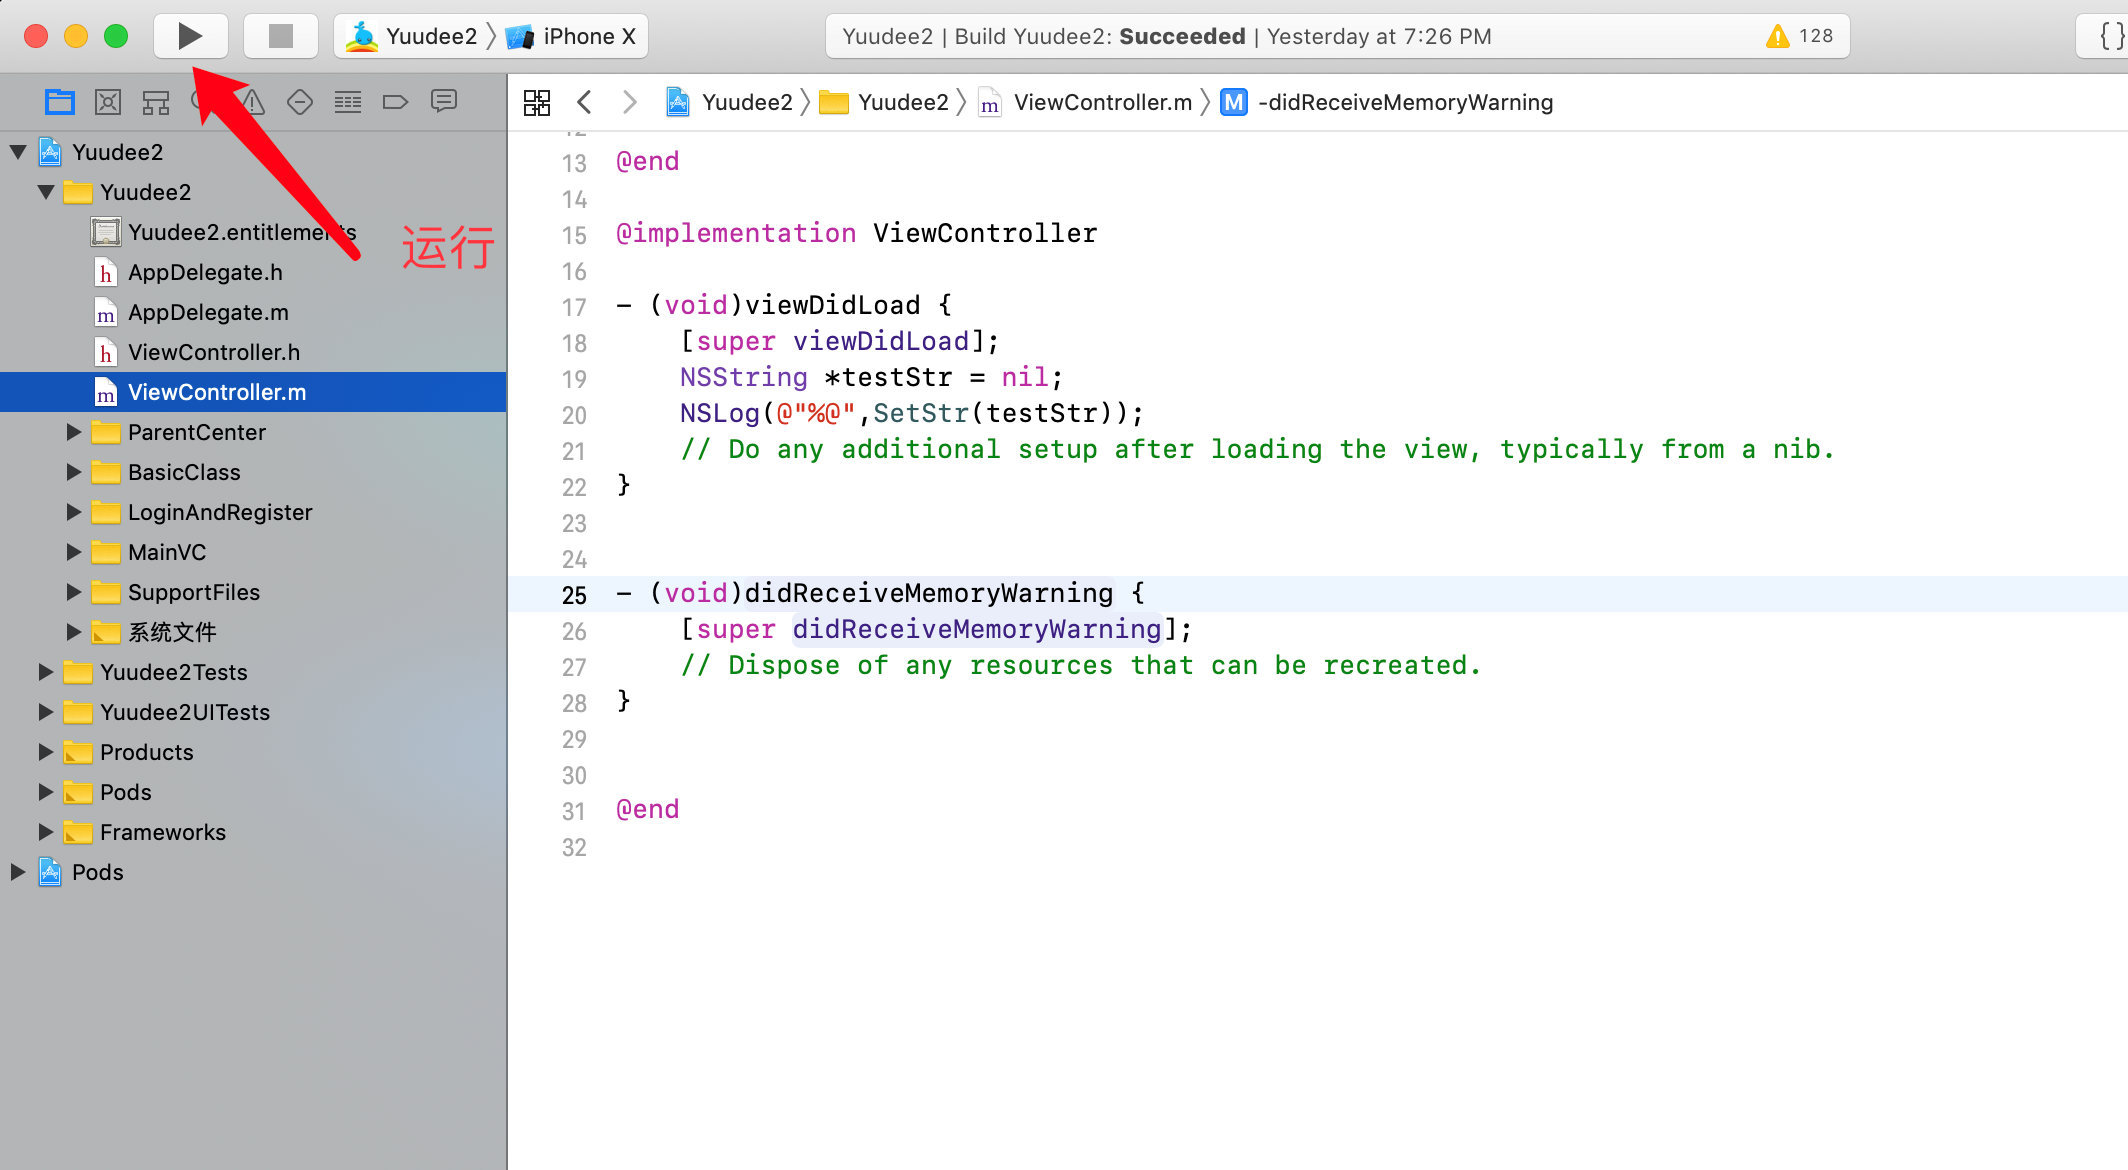 Yuudee2 〉 iPhone X
Yuudee2 | Build Yuudee2: Succeeded | Yesterday at 7:26 PM
128
{}
Yuudee2 〉 Yuudee2 〉 m ViewController.m 〉 M -didReceiveMemoryWarning
Yuudee2
Yuudee2
Yuudee2.entitlements
运行
h AppDelegate.h
m AppDelegate.m
h ViewController.h
m ViewController.m
ParentCenter
BasicClass
LoginAndRegister
MainVC
SupportFiles
系统文件
Yuudee2Tests
Yuudee2UITests
Products
Pods
Frameworks
Pods
12
13 @end
14
15 @implementation ViewController
16
17 - (void)viewDidLoad {
18     [super viewDidLoad];
19     NSString *testStr = nil;
20     NSLog(@"%@",SetStr(testStr));
21     // Do any additional setup after loading the view, typically from a nib.
22 }
23
24
25 - (void)didReceiveMemoryWarning {
26     [super didReceiveMemoryWarning];
27     // Dispose of any resources that can be recreated.
28 }
29
30
31 @end
32